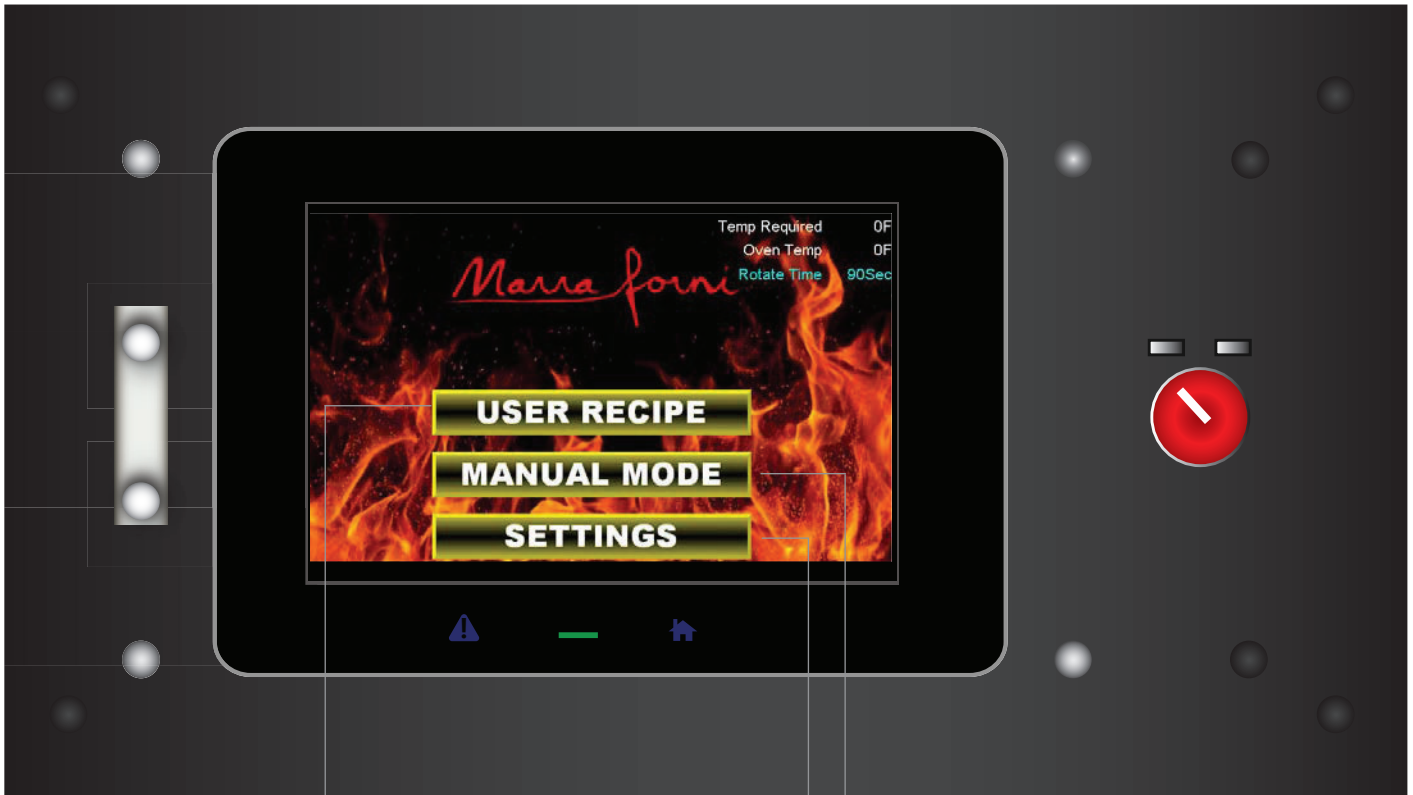 Temp Required 0F
Oven Temp 0F
Rotate Time 90Sec
Marra forni
USER RECIPE
MANUAL MODE
SETTINGS